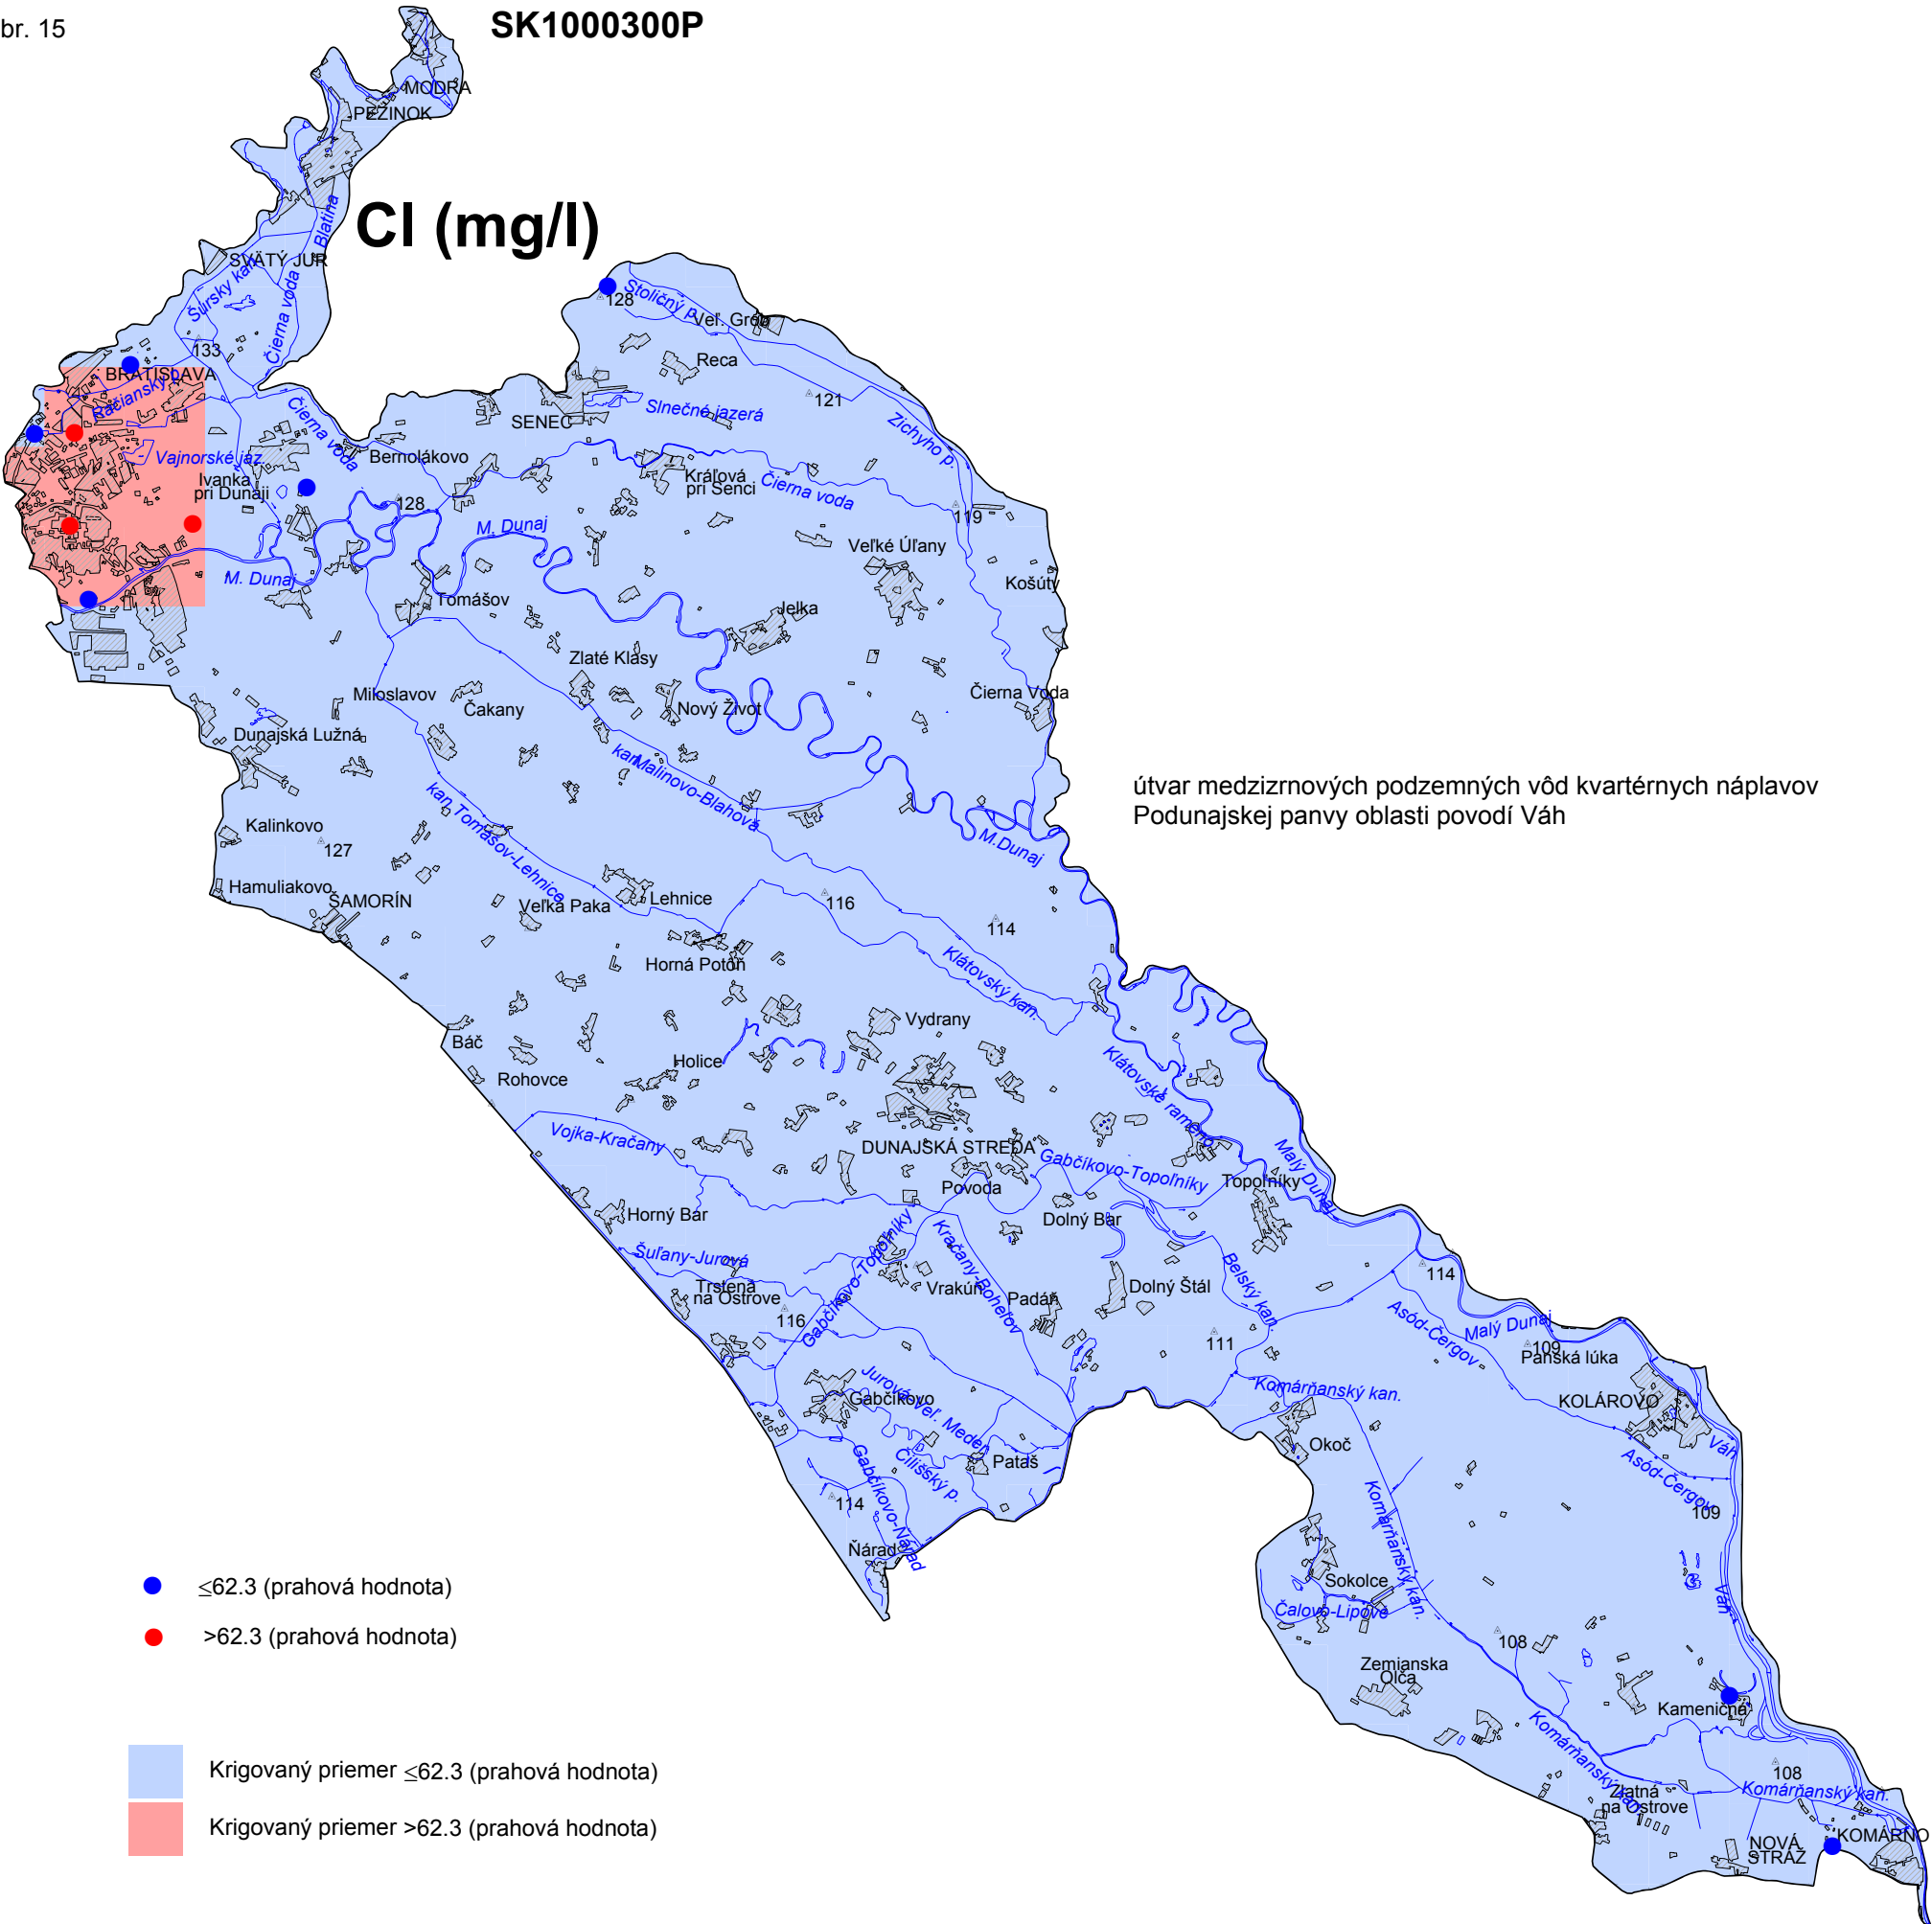 br. 15
SK1000300P
MODRA
PEZINOK
Cl (mg/l)
Blatina
SVÄTÝ JUR
Šúrsky kan.
Čierna voda
128
Stoličný p.
Veľ. Grob
133
Reca
BRATISLAVA
Račiansky p.
121
Slnečné jazerá
SENEC
Čierna voda
Zichyho p.
Vajnorské jaz.
Bernolákovo
Ivanka
pri Dunaji
Kráľová
pri Senci
Čierna voda
128
119
M. Dunaj
Veľké Úľany
Košúty
M. Dunaj
Tomášov
Jelka
Zlaté Klasy
Miloslavov
Čakany
Nový Život
Čierna Voda
Dunajská Lužná
kan. Malinovo-Blahová
útvar medzizrnových podzemných vôd kvartérnych náplavov
Podunajskej panvy oblasti povodí Váh
kan. Tomášov-Lehnice
Kalinkovo
127
M.Dunaj
Hamuliakovo
ŠAMORÍN
Veľká Paka
Lehnice
116
114
Horná Potôň
Klátovský kan.
Vydrany
Báč
Holice
Rohovce
Klátovské rameno
Vojka-Kračany
DUNAJSKÁ STREDA
Gabčíkovo-Topoľníky
Topoľníky
Malý Dunaj
Povoda
Dolný Bar
Horný Bar
Šuľany-Jurová
Gabčíkovo-Topoľníky
Kračany-Boheľov
Belský kan.
Trstená
na Ostrove
Vrakúň
Padáň
Dolný Štál
114
116
111
Asód-Čergov
Malý Dunaj
109
Panská lúka
Komárňanský kan.
KOLÁROVO
Gabčíkovo
Jurová-Veľ. Meder
Okoč
Váh
Čilišský p.
Pataš
Asód-Čergov
109
114
Gabčíkovo-Ňárad
Komárňanský kan.
Ňárad
Sokolce
Váh
≤62.3 (prahová hodnota)
Čalovo-Lipové
>62.3 (prahová hodnota)
108
Zemianska
Olča
Kameničná
Komárňanský kan.
108
Krigovaný priemer ≤62.3 (prahová hodnota)
Komárňanský kan.
Zlatná
na Ostrove
Krigovaný priemer >62.3 (prahová hodnota)
NOVÁ
STRÁŽ
KOMÁRNO